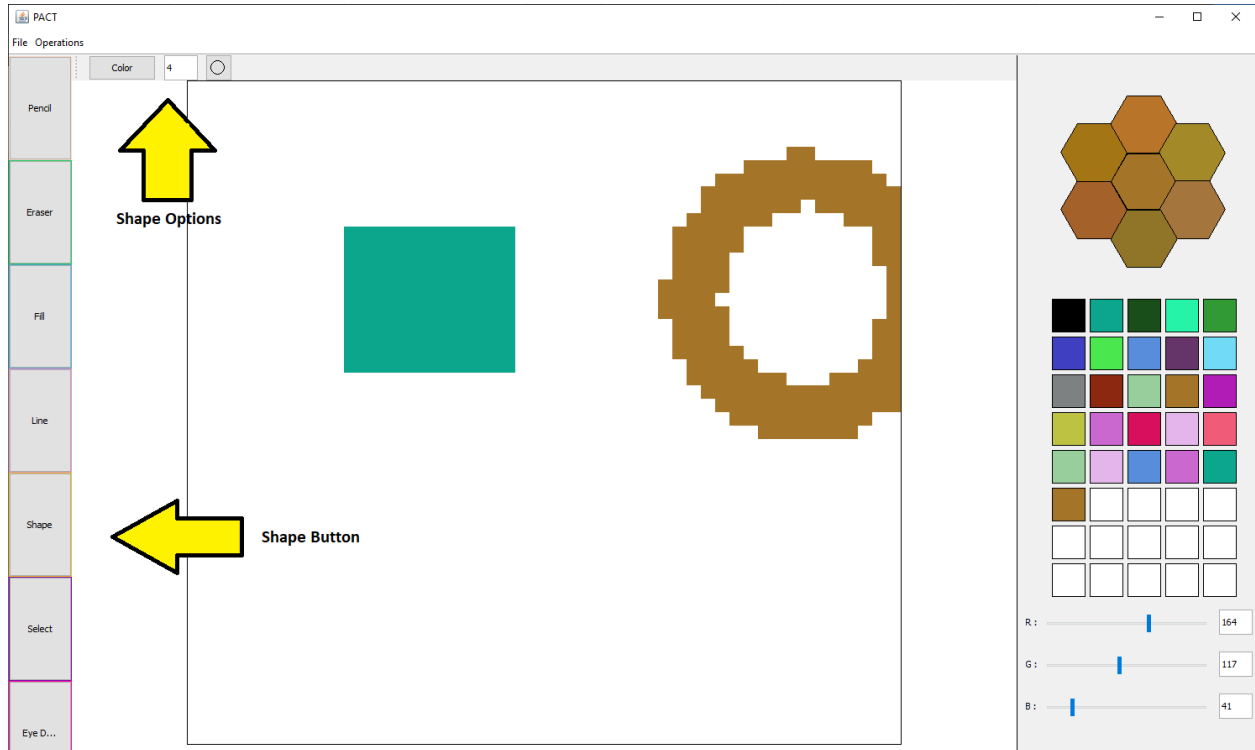 PACT
File Operations
Color 4
Pencil
Eraser
Shape Options
Fill
Line
Shape
Shape Button
Select
Eye D...
R : 164
G : 117
B : 41